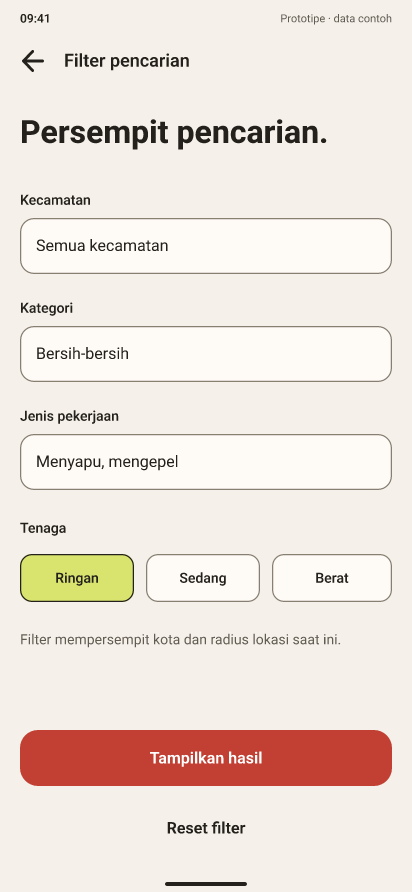 09:41
Prototipe · data contoh
Filter pencarian
Persempit pencarian.
Kecamatan
Semua kecamatan
Kategori
Bersih-bersih
Jenis pekerjaan
Menyapu, mengepel
Tenaga
Ringan
Sedang
Berat
Filter mempersempit kota dan radius lokasi saat ini.
Tampilkan hasil
Reset filter